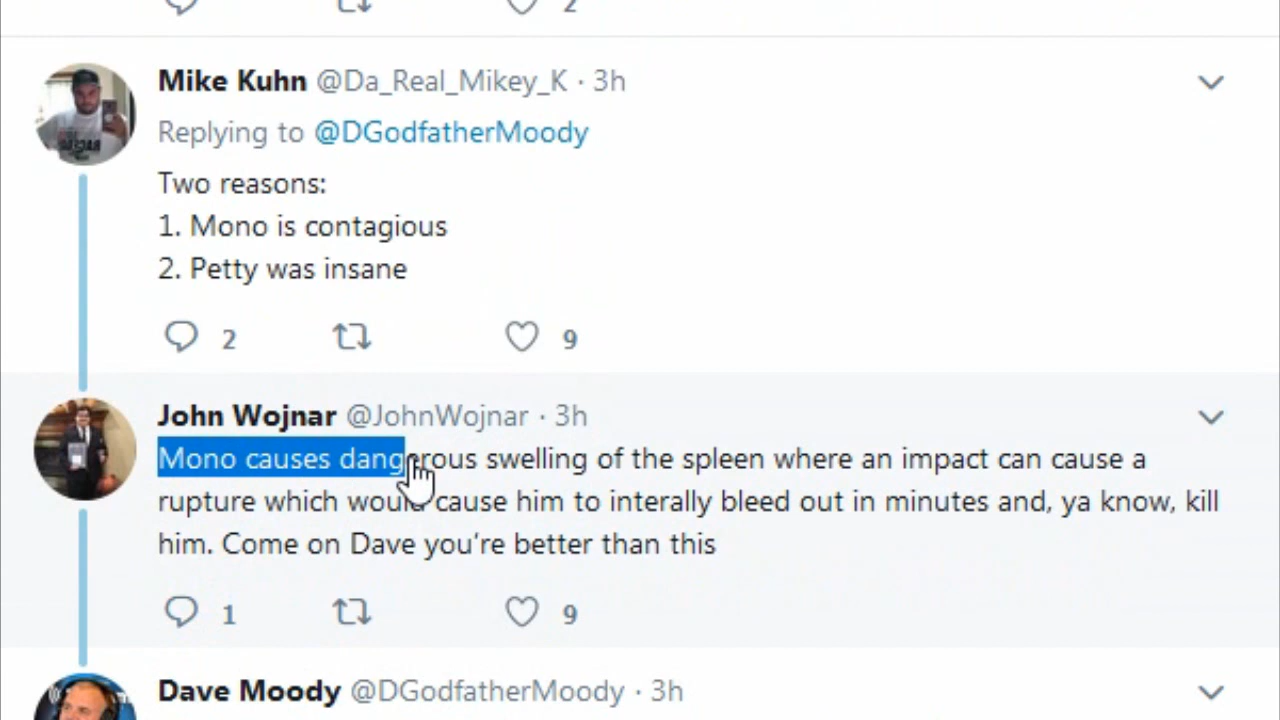 2
Mike Kuhn @Da_Real_Mikey_K · 3h
Replying to @DGodfatherMoody
Two reasons:
1. Mono is contagious
2. Petty was insane
2 9
John Wojnar @JohnWojnar · 3h
Mono causes dangerous swelling of the spleen where an impact can cause a
rupture which would cause him to interally bleed out in minutes and, ya know, kill
him. Come on Dave you're better than this
1 9
Dave Moody @DGodfatherMoody · 3h